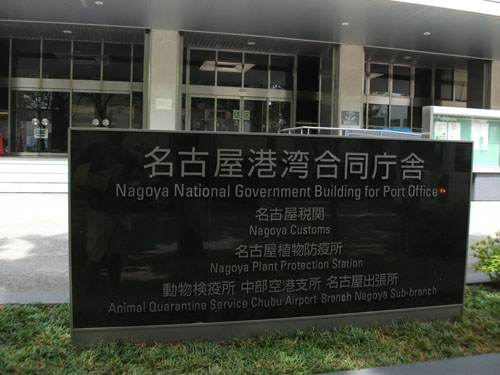 名古屋港湾合同庁舎
Nagoya National Government Building for Port Office
名古屋税関
Nagoya Customs
名古屋植物防疫所
Nagoya Plant Protection Station
動物検疫所 中部空港支所 名古屋出張所
Animal Quarantine Service Chubu Airport Branch Nagoya Sub-branch